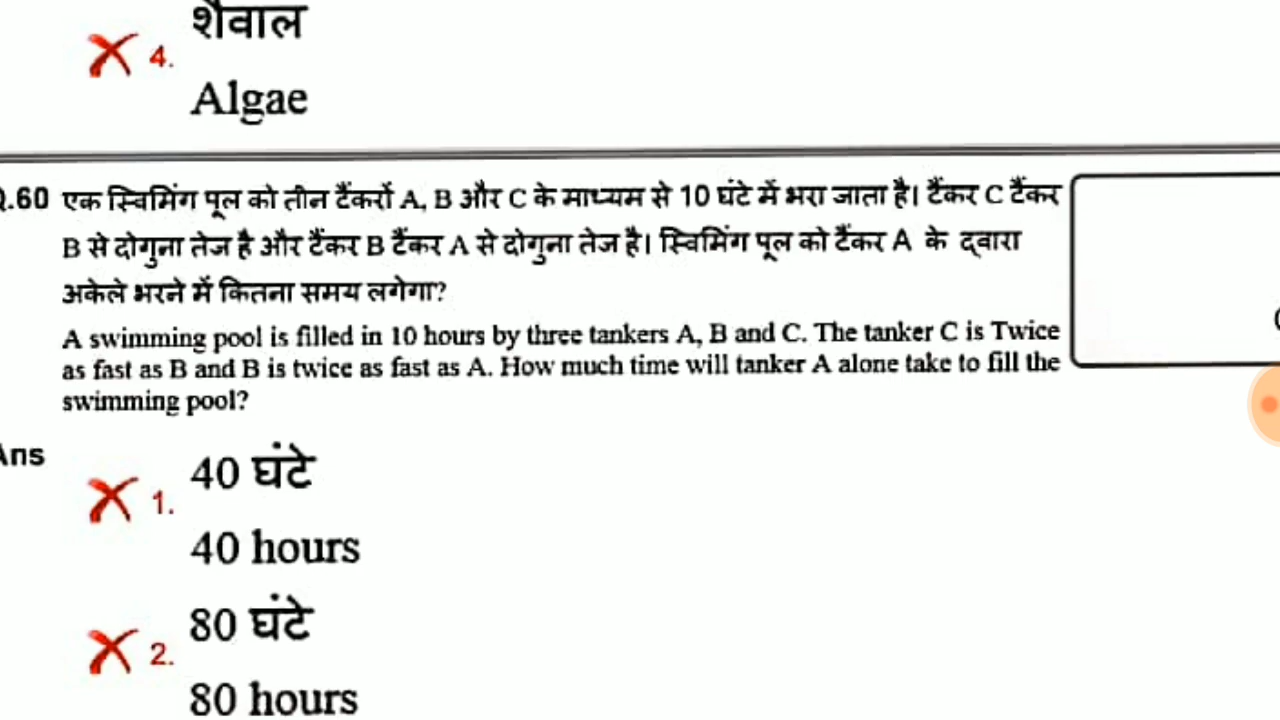 शैवाल
4.
Algae
.60 एक स्विमिंग पूल को तीन टैंकरों A, B और C के माध्यम से 10 घंटे में भरा जाता है। टैंकर C टैंकर
B से दोगुना तेज है और टैंकर B टैंकर A से दोगुना तेज है। स्विमिंग पूल को टैंकर A के द्वारा
अकेले भरने में कितना समय लगेगा?
A swimming pool is filled in 10 hours by three tankers A, B and C. The tanker C is Twice
as fast as B and B is twice as fast as A. How much time will tanker A alone take to fill the
swimming pool?
Ans
40 घंटे
1.
40 hours
80 घंटे
2.
80 hours